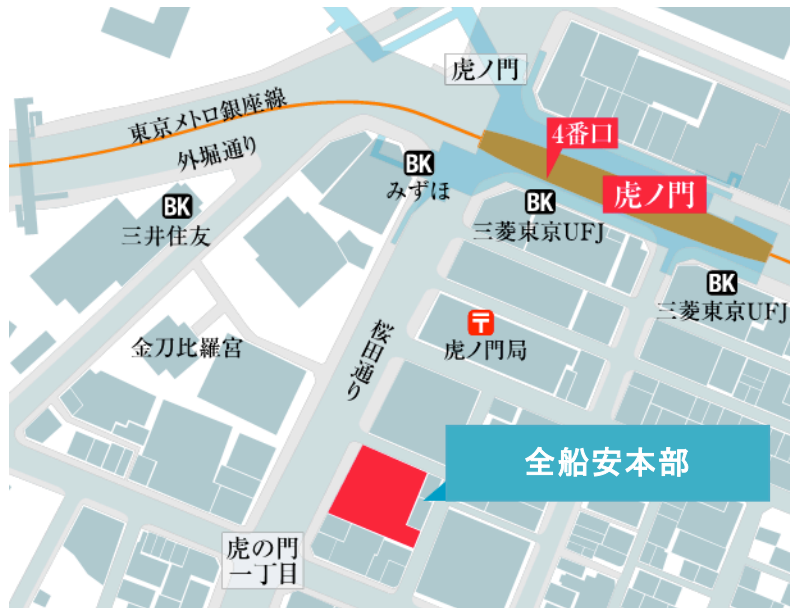 虎ノ門
東京メトロ銀座線
外堀通り
4番口
虎ノ門
BK
みずほ
BK
三菱東京UFJ
BK
三井住友
BK
三菱東京UFJ
〒
虎ノ門局
桜田通り
金刀比羅宮
全船安本部
虎の門
一丁目